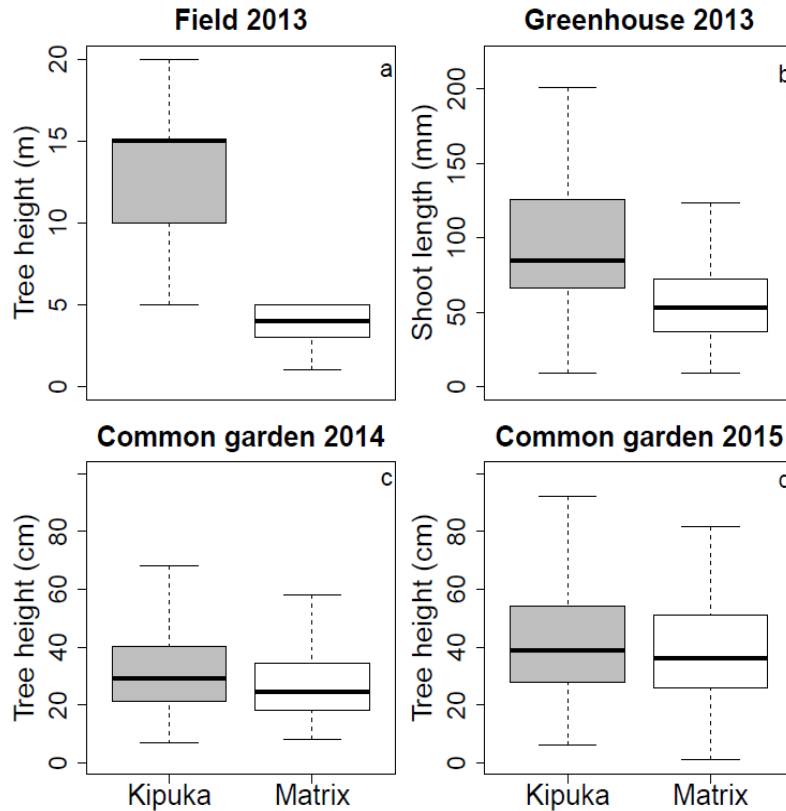 Field 2013
Greenhouse 2013
a
b
Tree height (m)
0
5
10
15
20
Shoot length (mm)
0
50
100
150
200
Common garden 2014
Common garden 2015
c
d
Tree height (cm)
0
20
40
60
80
Tree height (cm)
0
20
40
60
80
Kipuka
Matrix
Kipuka
Matrix